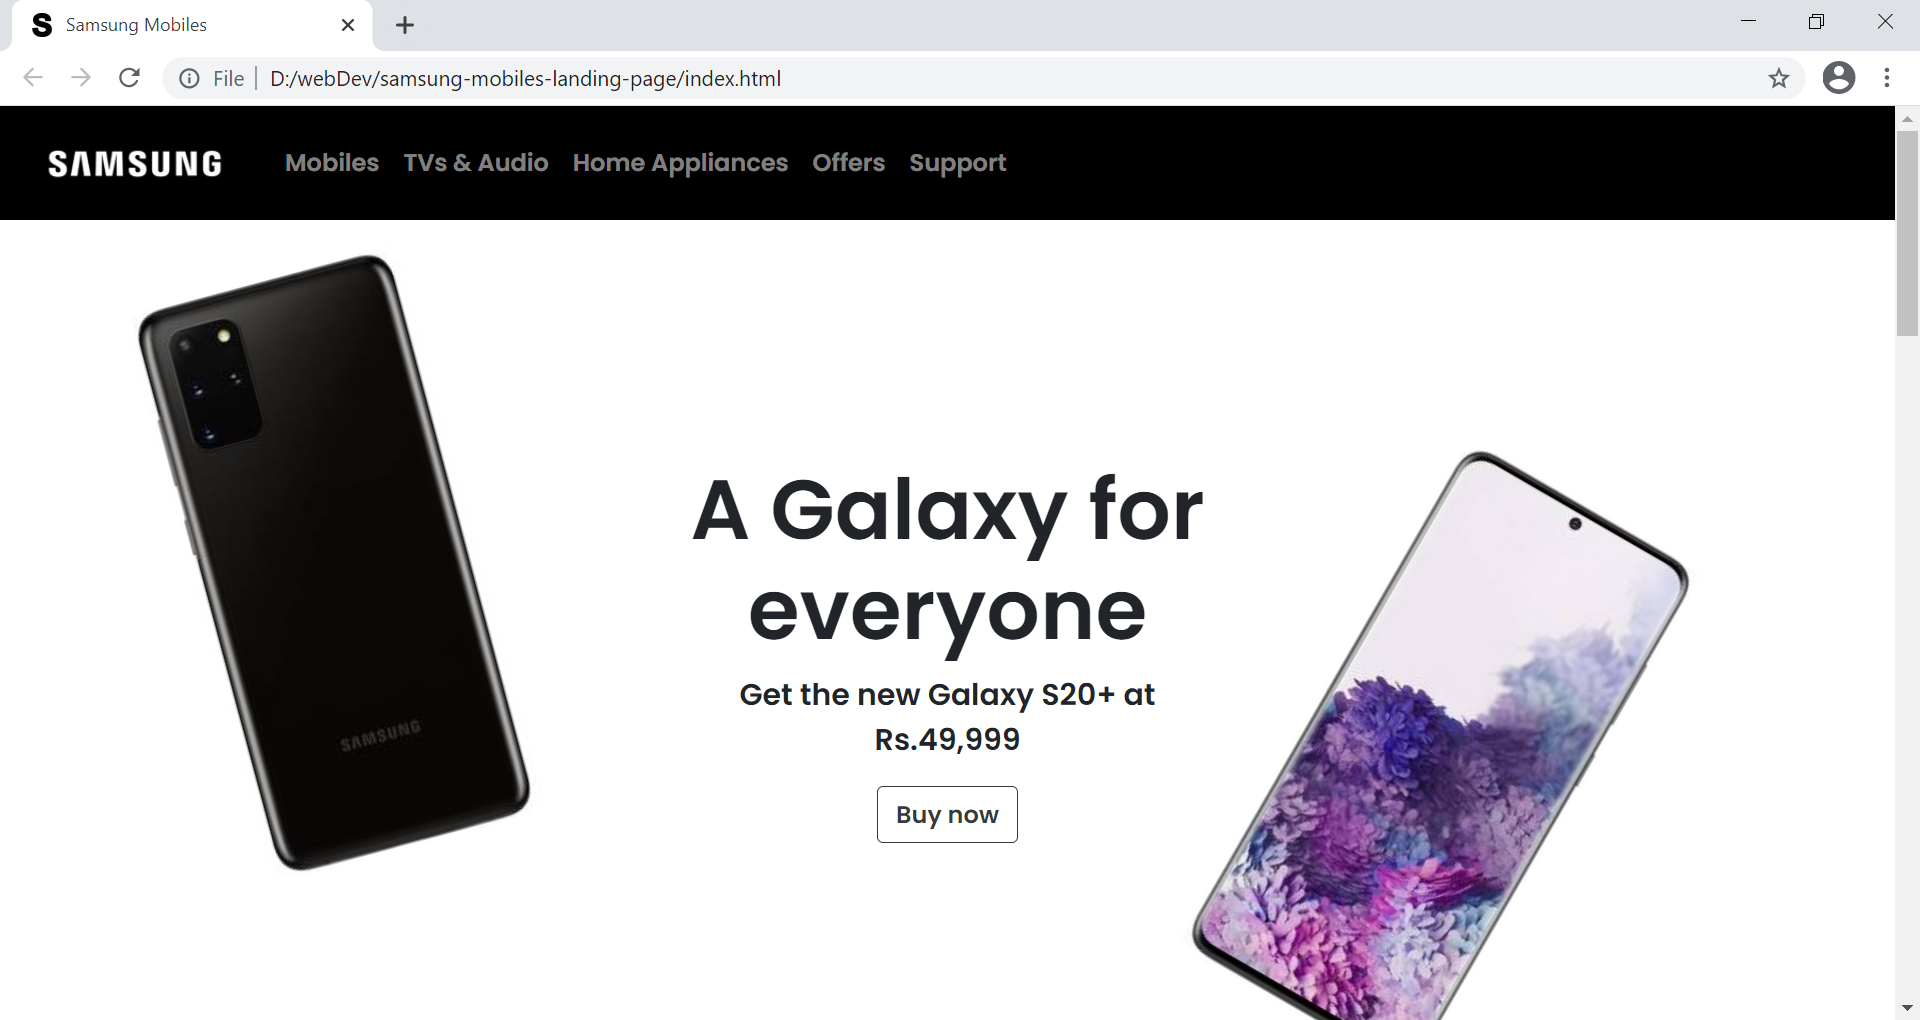 S Samsung Mobiles
File D:/webDev/samsung-mobiles-landing-page/index.html
SAMSUNG Mobiles TVs & Audio Home Appliances Offers Support
A Galaxy for
everyone
Get the new Galaxy S20+ at
Rs.49,999
SAMSUNG
Buy now